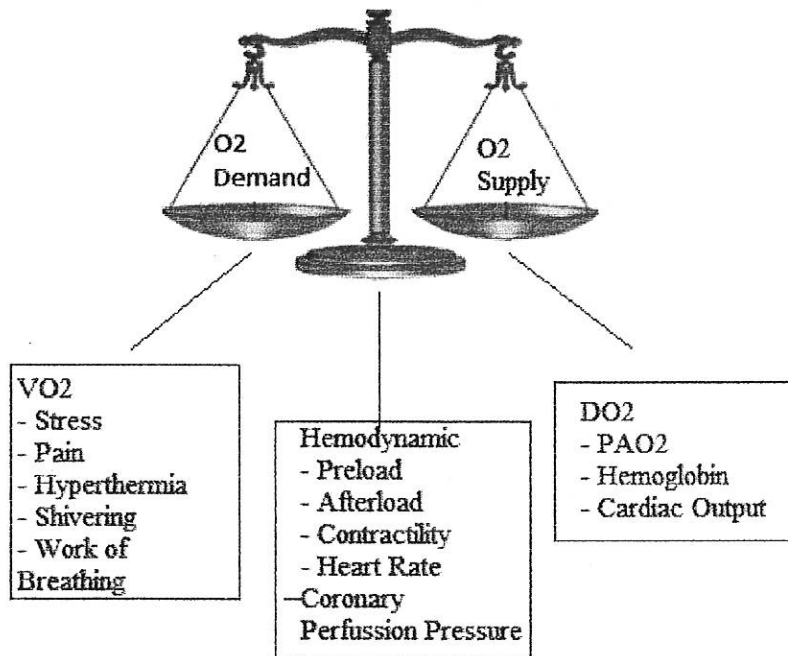 O2
Demand
O2
Supply
VO2
- Stress
- Pain
- Hyperthermia
- Shivering
- Work of
Breathing
Hemodynamic
- Preload
- Afterload
- Contractility
- Heart Rate
-Coronary
Perfussion Pressure
DO2
- PAO2
- Hemoglobin
- Cardiac Output